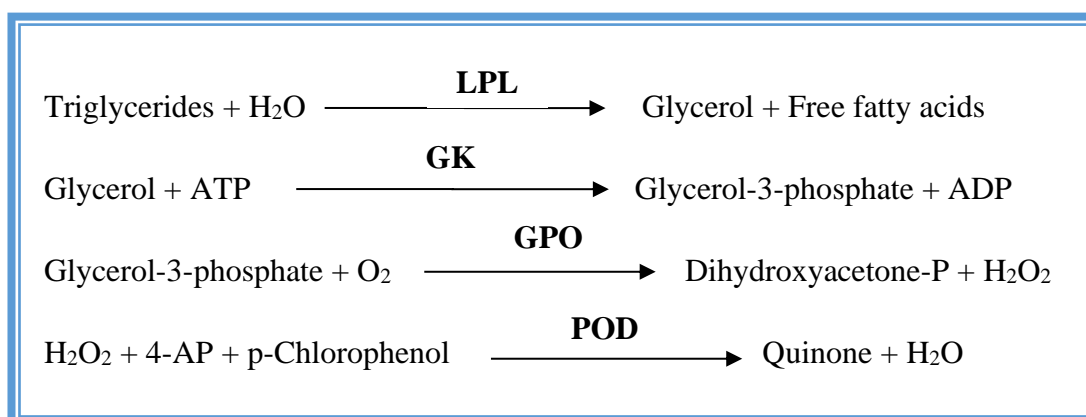 LPL
Triglycerides + H₂O Glycerol + Free fatty acids
GK
Glycerol + ATP Glycerol-3-phosphate + ADP
GPO
Glycerol-3-phosphate + O₂ Dihydroxyacetone-P + H₂O₂
POD
H₂O₂ + 4-AP + p-Chlorophenol Quinone + H₂O